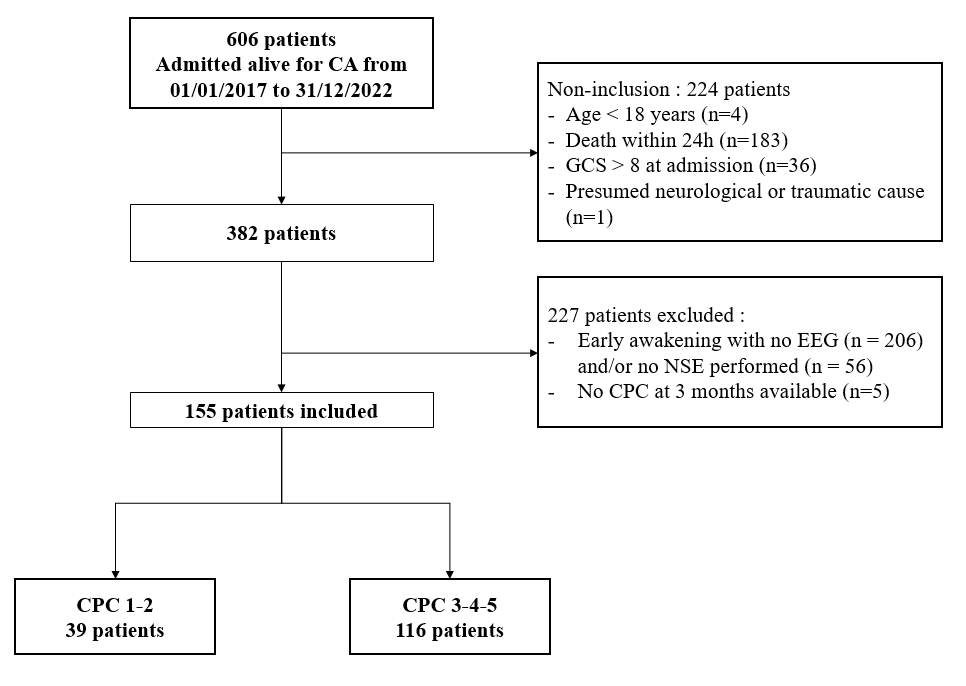 606 patients
Admitted alive for CA from
01/01/2017 to 31/12/2022
Non-inclusion : 224 patients
- Age < 18 years (n=4)
- Death within 24h (n=183)
- GCS > 8 at admission (n=36)
- Presumed neurological or traumatic cause
(n=1)
382 patients
227 patients excluded :
- Early awakening with no EEG (n = 206)
and/or no NSE performed (n = 56)
- No CPC at 3 months available (n=5)
155 patients included
CPC 1-2
39 patients
CPC 3-4-5
116 patients